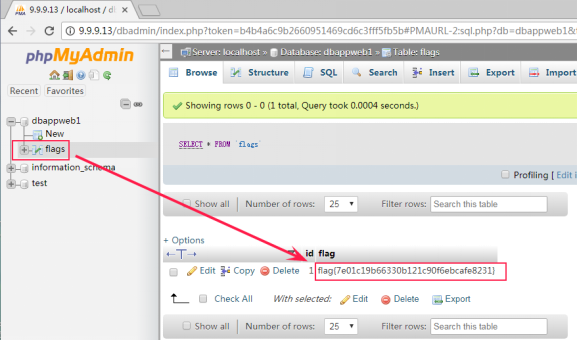 9.9.9.13 / localhost / db
9.9.9.13/dbadmin/index.php?token=b4b4a6c9b2660951469cd6c3fff5fb5b#PMAURL-2:sql.php?db=dbappweb1&
phpMyAdmin
Recent Favorites
dbappweb1
New
flags
information_schema
test
Server: localhost » Database: dbappweb1 » Table: flags
Browse Structure SQL Search Insert Export Import
Showing rows 0 - 0 (1 total, Query took 0.0004 seconds.)
SELECT * FROM `flags`
Profiling [ Edit i
Show all Number of rows: 25 Filter rows: Search this table
+ Options
←T→ id flag
Edit Copy Delete 1 flag{7e01c19b66330b121c90f6ebcafe8231}
Check All With selected: Edit Delete Export
Show all Number of rows: 25 Filter rows: Search this table